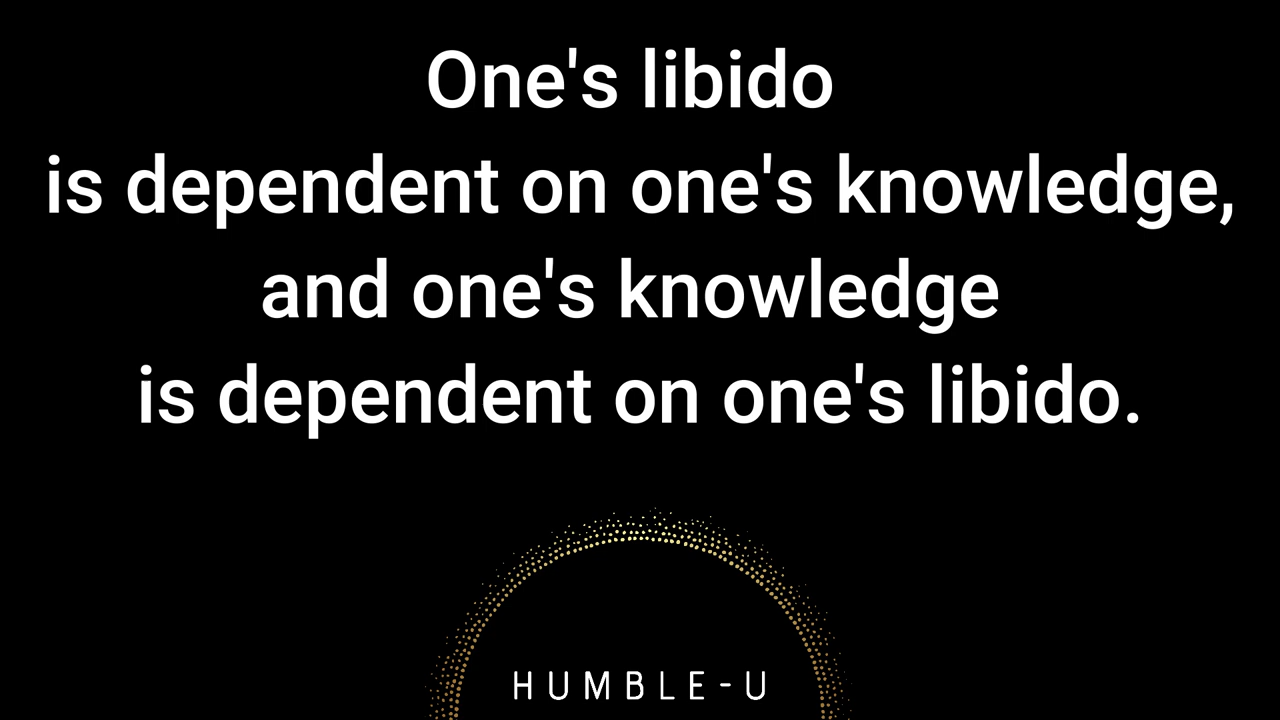 One's libido
is dependent on one's knowledge,
and one's knowledge
is dependent on one's libido.
HUMBLE-U